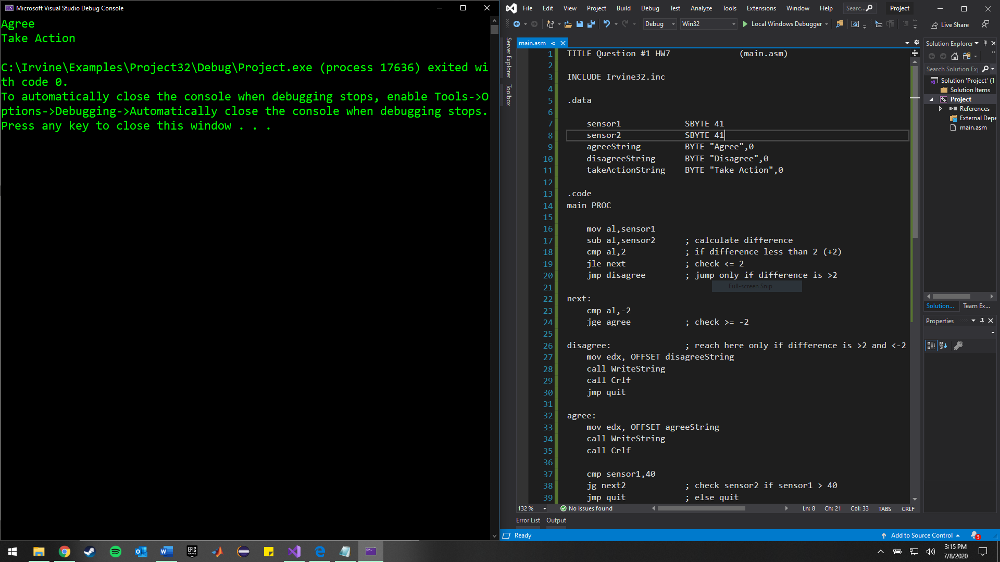 Microsoft Visual Studio Debug Console
Agree
Take Action
C:\Irvine\Examples\Project32\Debug\Project.exe (process 17636) exited wi
th code 0.
To automatically close the console when debugging stops, enable Tools->O
ptions->Debugging->Automatically close the console when debugging stops.
Press any key to close this window . . .
File Edit View Project Build Debug Test Analyze Tools Extensions Window Help Searc... Project
Debug Win32 Local Windows Debugger Live Share
Server Explorer
Toolbox
main.asm
1 TITLE Question #1 HW7 (main.asm)
2
3 INCLUDE Irvine32.inc
4
5 .data
6
7 sensor1 SBYTE 41
8 sensor2 SBYTE 41
9 agreeString BYTE "Agree",0
10 disagreeString BYTE "Disagree",0
11 takeActionString BYTE "Take Action",0
12
13 .code
14 main PROC
15
16 mov al,sensor1
17 sub al,sensor2 ; calculate difference
18 cmp al,2 ; if difference less than 2 (+2)
19 jle next ; check <= 2
20 jmp disagree ; jump only if difference is >2
21
Full-screen Snip
22 next:
23 cmp al,-2
24 jge agree ; check >= -2
25
26 disagree: ; reach here only if difference is >2 and <-2
27 mov edx, OFFSET disagreeString
28 call WriteString
29 call Crlf
30 jmp quit
31
32 agree:
33 mov edx, OFFSET agreeString
34 call WriteString
35 call Crlf
36
37 cmp sensor1,40
38 jg next2 ; check sensor2 if sensor1 > 40
39 jmp quit ; else quit
132 % No issues found Ln: 8 Ch: 21 Col: 33 TABS CRLF
Error List Output
Solution Explorer
Search Solution Ex
Solution 'Project' (1
Solution Items
Project
References
External Depe
main.asm
Solution... Team Ex...
Properties
Ready Add to Source Control 3
EPIC GAMES
3:15 PM
7/8/2020